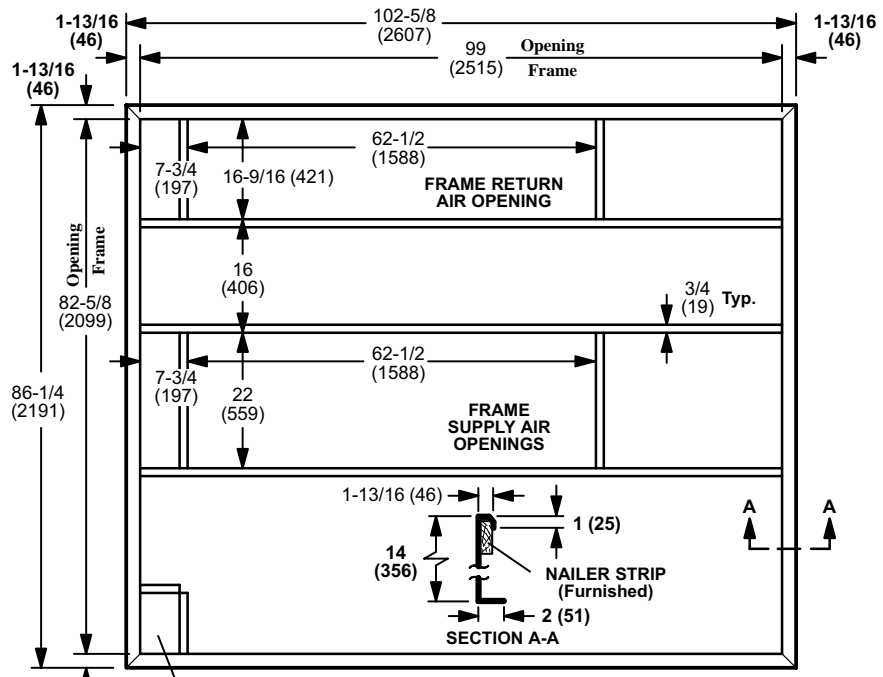 102-5/8
(2607)
1-13/16
(46)
1-13/16
(46)
99
(2515)
Opening
Frame
1-13/16
(46)
62-1/2
(1588)
7-3/4
(197)
16-9/16 (421)
FRAME RETURN
AIR OPENING
Opening
Frame
16
(406)
3/4
(19)
Typ.
82-5/8
(2099)
62-1/2
(1588)
7-3/4
(197)
22
(559)
86-1/4
(2191)
FRAME
SUPPLY AIR
OPENINGS
1-13/16 (46)
1 (25)
A
A
14
(356)
NAILER STRIP
(Furnished)
2 (51)
SECTION A-A